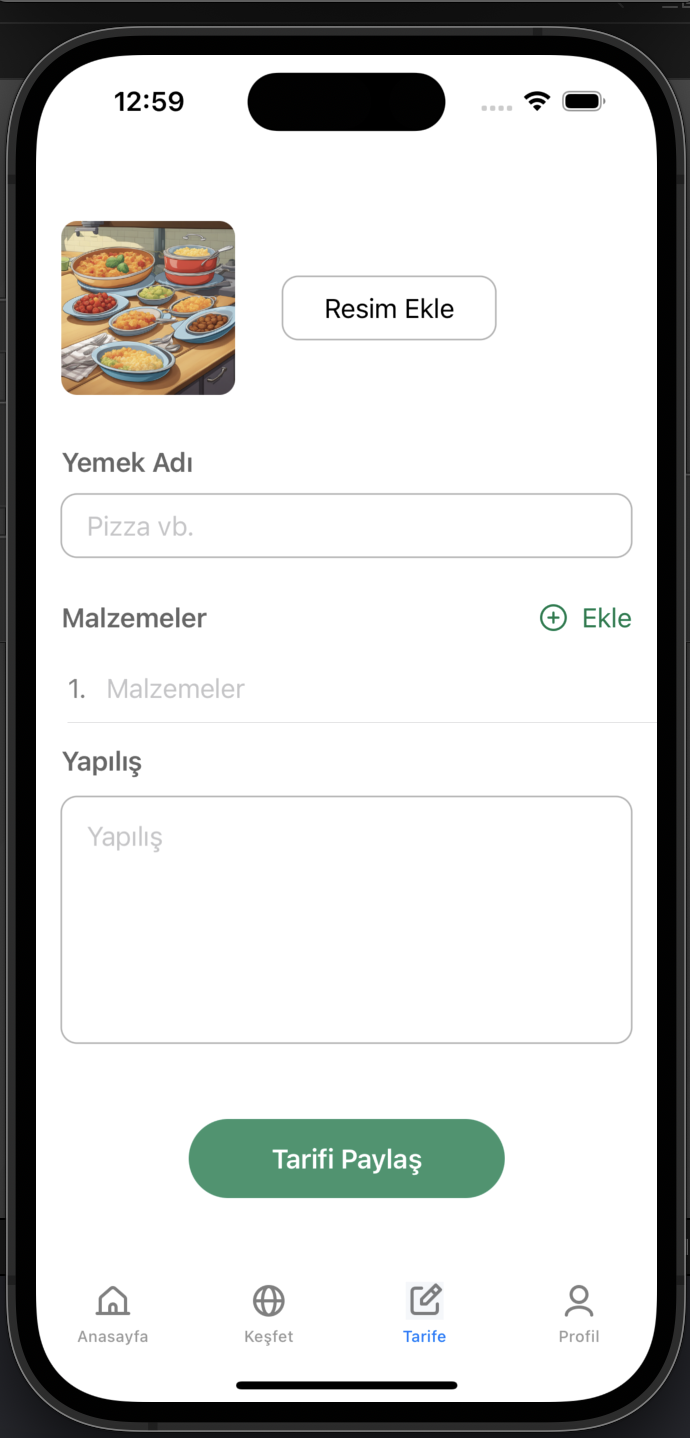 12:59
Resim Ekle
Yemek Adı
Pizza vb.
Malzemeler
Ekle
1. Malzemeler
Yapılış
Yapılış
Tarifi Paylaş
Anasayfa
Keşfet
Tarife
Profil